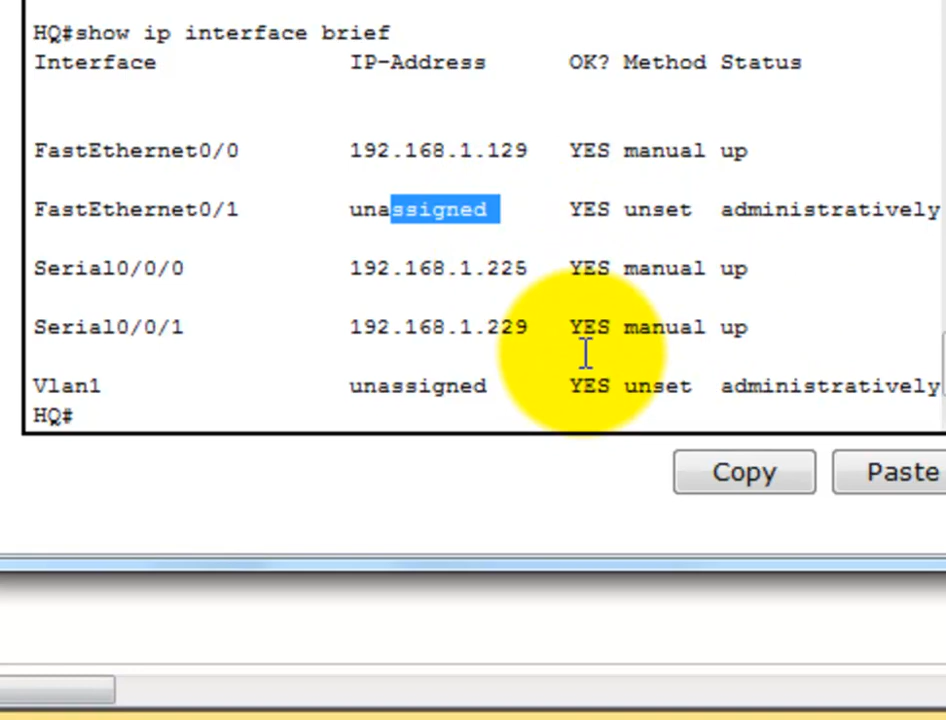 HQ#show ip interface brief
Interface IP-Address OK? Method Status
FastEthernet0/0 192.168.1.129 YES manual up
FastEthernet0/1 unassigned YES unset administratively
Serial0/0/0 192.168.1.225 YES manual up
Serial0/0/1 192.168.1.229 YES manual up
Vlan1 unassigned YES unset administratively
HQ#
Copy Paste